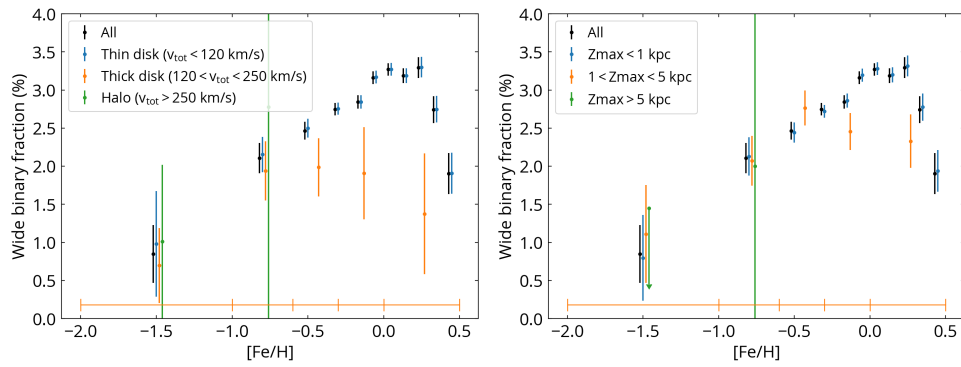 4.0
3.5
3.0
2.5
2.0
1.5
1.0
0.5
0.0
Wide binary fraction (%)
All
Thin disk (v_tot < 120 km/s)
Thick disk (120 < v_tot < 250 km/s)
Halo (v_tot > 250 km/s)
−2.0 −1.5 −1.0 −0.5 0.0 0.5
[Fe/H]
4.0
3.5
3.0
2.5
2.0
1.5
1.0
0.5
0.0
Wide binary fraction (%)
All
Zmax < 1 kpc
1 < Zmax < 5 kpc
Zmax > 5 kpc
−2.0 −1.5 −1.0 −0.5 0.0 0.5
[Fe/H]